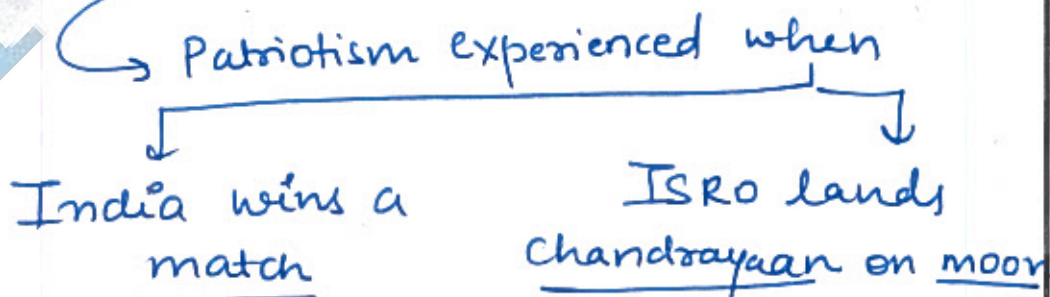 Patriotism experienced when
India wins a
match
ISRO lands
Chandrayaan on moon